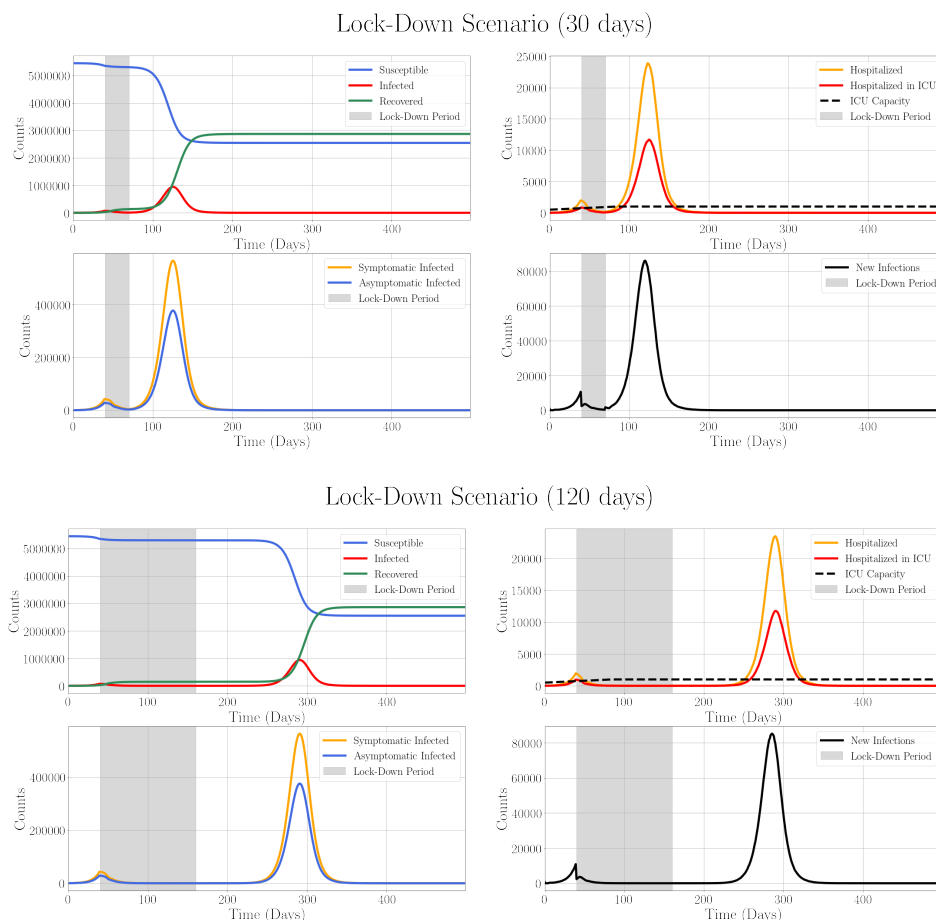 Lock-Down Scenario (30 days)
Counts
5000000
4000000
3000000
2000000
1000000
0
Susceptible
Infected
Recovered
Lock-Down Period
0 100 200 300 400
Time (Days)
Counts
25000
20000
15000
10000
5000
0
Hospitalized
Hospitalized in ICU
ICU Capacity
Lock-Down Period
0 100 200 300 400
Time (Days)
Counts
400000
200000
0
Symptomatic Infected
Asymptomatic Infected
Lock-Down Period
0 100 200 300 400
Time (Days)
Counts
80000
60000
40000
20000
0
New Infections
Lock-Down Period
0 100 200 300 400
Time (Days)
Lock-Down Scenario (120 days)
Counts
5000000
4000000
3000000
2000000
1000000
0
Susceptible
Infected
Recovered
Lock-Down Period
0 100 200 300 400
Time (Days)
Counts
20000
15000
10000
5000
0
Hospitalized
Hospitalized in ICU
ICU Capacity
Lock-Down Period
0 100 200 300 400
Time (Days)
Counts
400000
200000
0
Symptomatic Infected
Asymptomatic Infected
Lock-Down Period
0 100 200 300 400
Time (Days)
Counts
80000
60000
40000
20000
0
New Infections
Lock-Down Period
0 100 200 300 400
Time (Days)